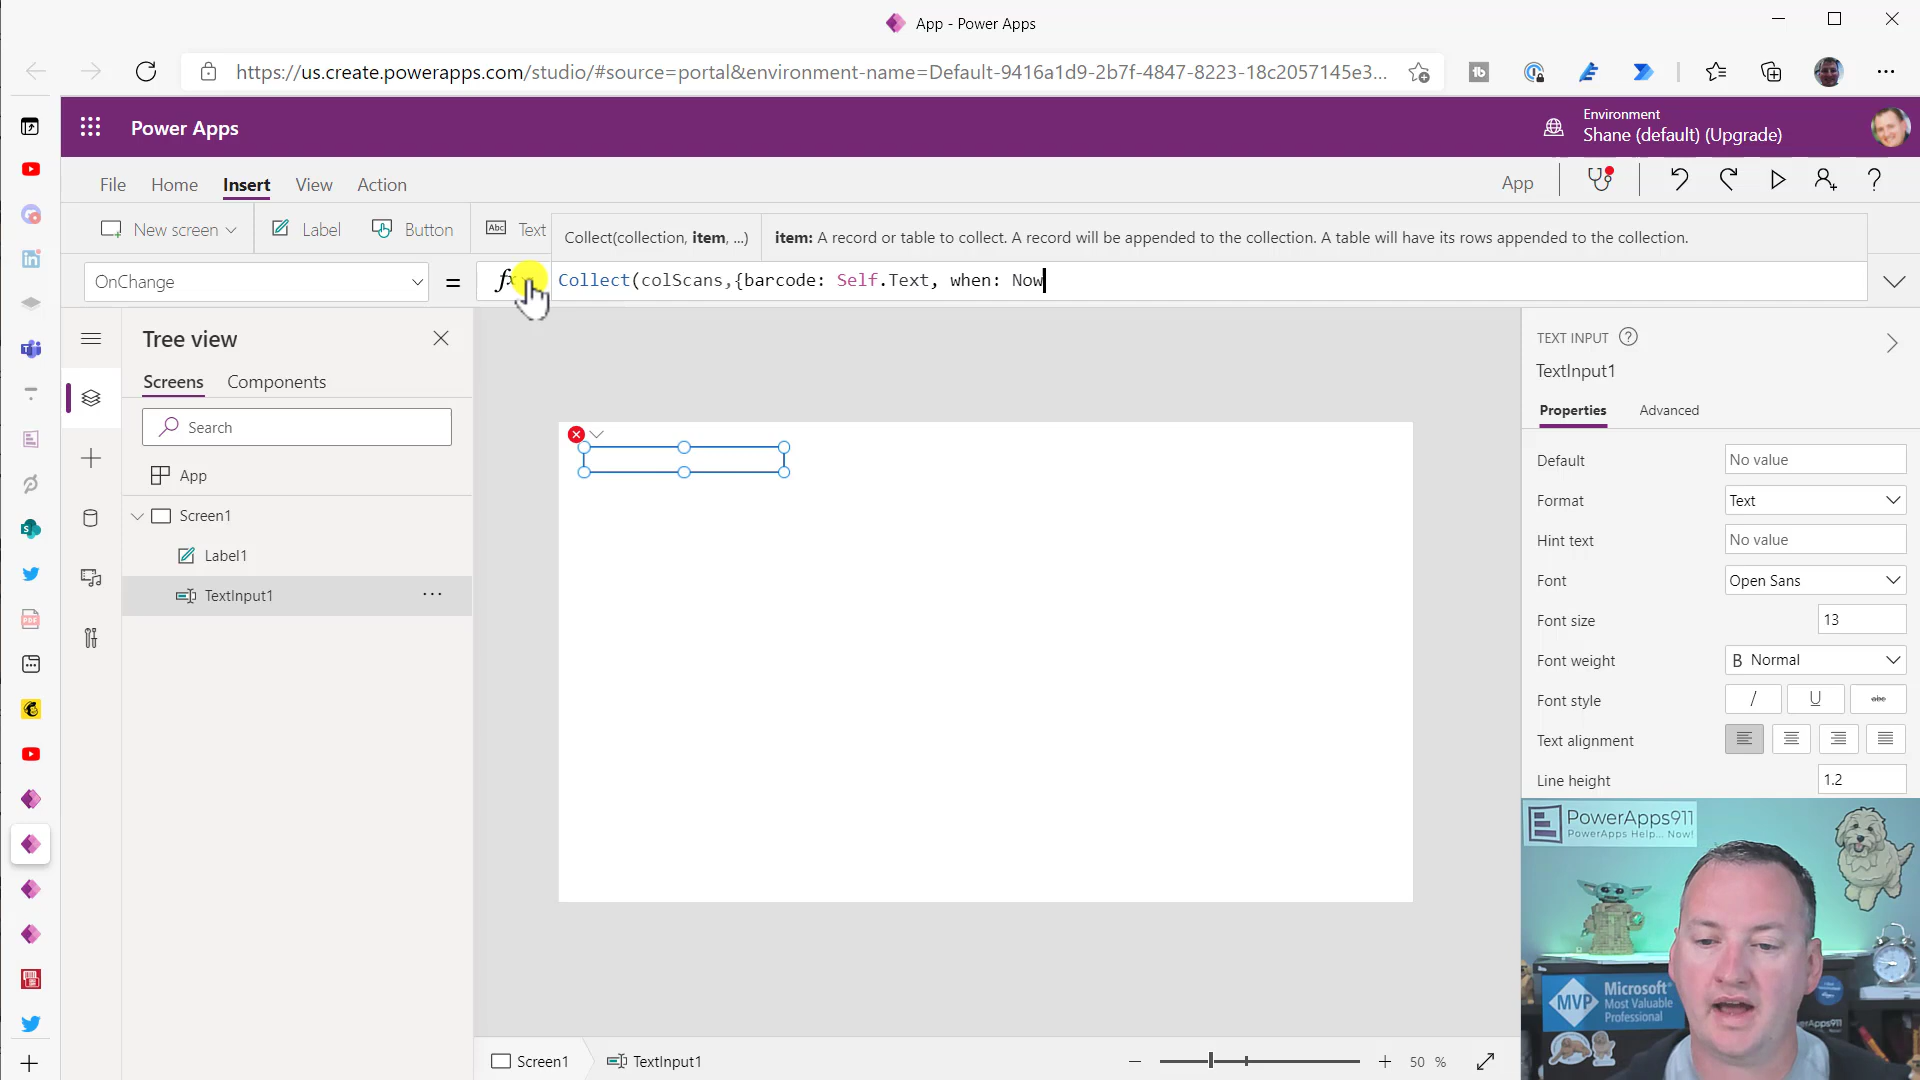 App - Power Apps
https://us.create.powerapps.com/studio/#source=portal&environment-name=Default-9416a1d9-2b7f-4847-8223-18c2057145e3...
Power Apps
Environment
Shane (default) (Upgrade)
File Home Insert View Action
App
New screen Label Button Abc Text
Collect(collection, item, ...) item: A record or table to collect. A record will be appended to the collection. A table will have its rows appended to the collection.
OnChange = fx Collect(colScans,{barcode: Self.Text, when: Now
Tree view
Screens Components
Search
App
Screen1
Label1
TextInput1 ...
TEXT INPUT ?
TextInput1
Properties Advanced
Default No value
Format Text
Hint text No value
Font Open Sans
Font size 13
Font weight B Normal
Font style / U abc
Text alignment
Line height 1.2
PowerApps911
PowerApps Help... Now!
MVP Microsoft®
Most Valuable
Professional
Screen1 TextInput1 50 %